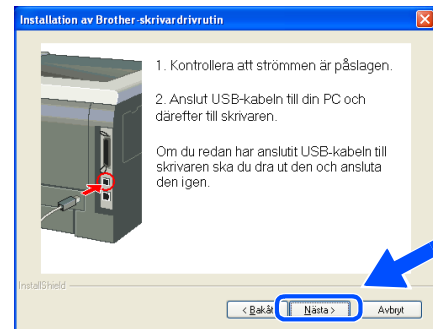 Installation av Brother-skrivardrivrutin
1. Kontrollera att strömmen är påslagen.
2. Anslut USB-kabeln till din PC och
därefter till skrivaren.
Om du redan har anslutit USB-kabeln till
skrivaren ska du dra ut den och ansluta
den igen.
InstallShield
< Bakåt
Nästa >
Avbryt